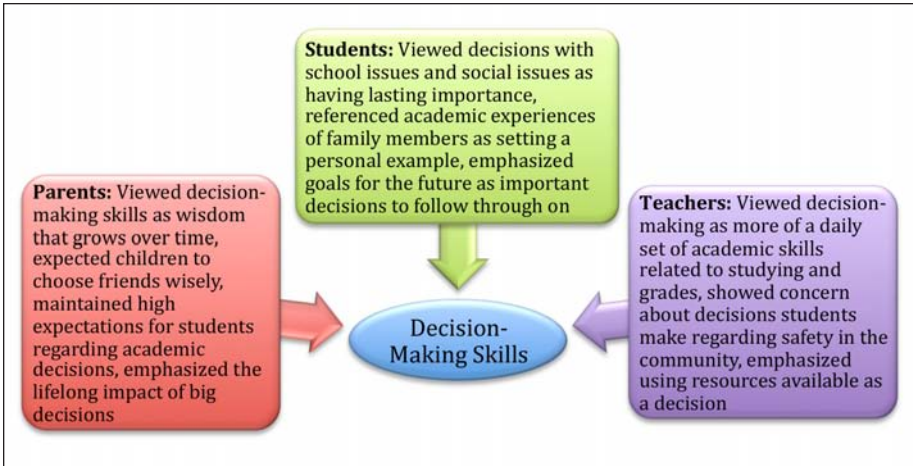 Students: Viewed decisions with
school issues and social issues as
having lasting importance,
referenced academic experiences
of family members as setting a
personal example, emphasized
goals for the future as important
decisions to follow through on
Parents: Viewed decision-
making skills as wisdom
that grows over time,
expected children to
choose friends wisely,
maintained high
expectations for students
regarding academic
decisions, emphasized the
lifelong impact of big
decisions
Decision-
Making Skills
Teachers: Viewed decision-
making as more of a daily
set of academic skills
related to studying and
grades, showed concern
about decisions students
make regarding safety in the
community, emphasized
using resources available as
a decision